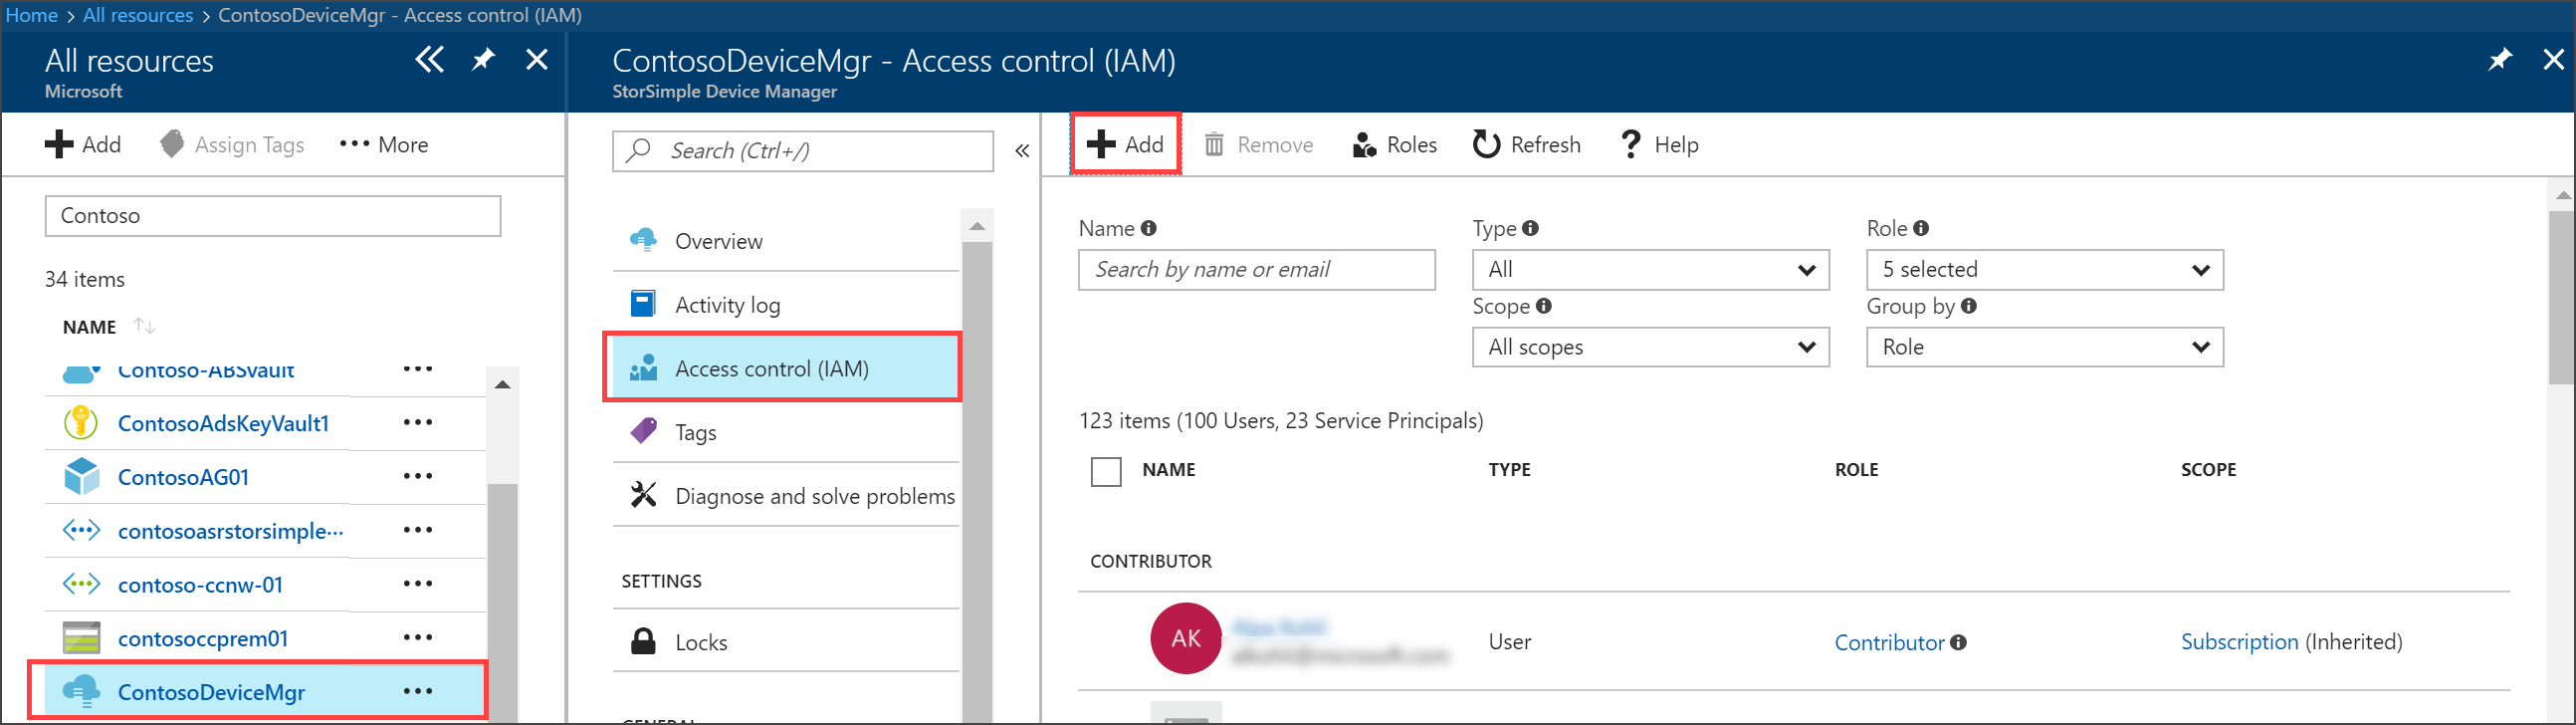 Home > All resources > ContosoDeviceMgr - Access control (IAM)
All resources
Microsoft
Add Assign Tags ··· More
Contoso
34 items
NAME ↑↓
Contoso-ABSvault ···
ContosoAdsKeyVault1 ···
ContosoAG01 ···
contosoasrstorsimple··· ···
contoso-ccnw-01 ···
contosoccprem01 ···
ContosoDeviceMgr ···
ContosoDeviceMgr - Access control (IAM)
StorSimple Device Manager
Search (Ctrl+/)
Overview
Activity log
Access control (IAM)
Tags
Diagnose and solve problems
SETTINGS
Locks
GENERAL
Add Remove Roles Refresh ? Help
Name Type Role
Search by name or email All 5 selected
Scope Group by
All scopes Role
123 items (100 Users, 23 Service Principals)
NAME TYPE ROLE SCOPE
CONTRIBUTOR
AK User Contributor Subscription (Inherited)